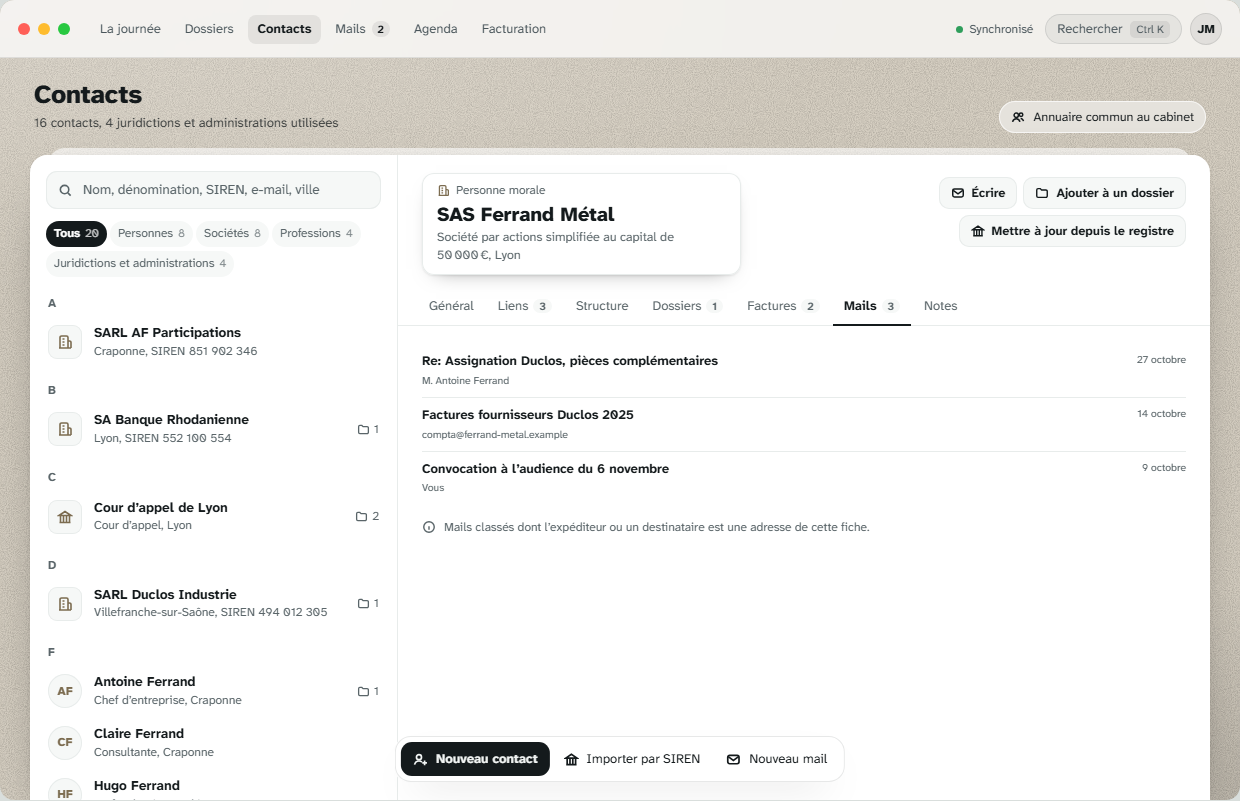 La journée
Dossiers
Contacts
Mails 2
Agenda
Facturation
Synchronisé
Rechercher Ctrl K
JM
Contacts
16 contacts, 4 juridictions et administrations utilisées
Annuaire commun au cabinet
Nom, dénomination, SIREN, e-mail, ville
Tous 20
Personnes 8
Sociétés 8
Professions 4
Juridictions et administrations 4
A
SARL AF Participations
Craponne, SIREN 851 902 346
B
SA Banque Rhodanienne
Lyon, SIREN 552 100 554
1
C
Cour d’appel de Lyon
Cour d’appel, Lyon
2
D
SARL Duclos Industrie
Villefranche-sur-Saône, SIREN 494 012 305
1
F
AF
Antoine Ferrand
Chef d’entreprise, Craponne
1
CF
Claire Ferrand
Consultante, Craponne
HF
Hugo Ferrand
Personne morale
SAS Ferrand Métal
Société par actions simplifiée au capital de
50 000 €, Lyon
Écrire
Ajouter à un dossier
Mettre à jour depuis le registre
Général
Liens 3
Structure
Dossiers 1
Factures 2
Mails 3
Notes
Re: Assignation Duclos, pièces complémentaires
27 octobre
M. Antoine Ferrand
Factures fournisseurs Duclos 2025
14 octobre
compta@ferrand-metal.example
Convocation à l’audience du 6 novembre
9 octobre
Vous
Mails classés dont l’expéditeur ou un destinataire est une adresse de cette fiche.
Nouveau contact
Importer par SIREN
Nouveau mail